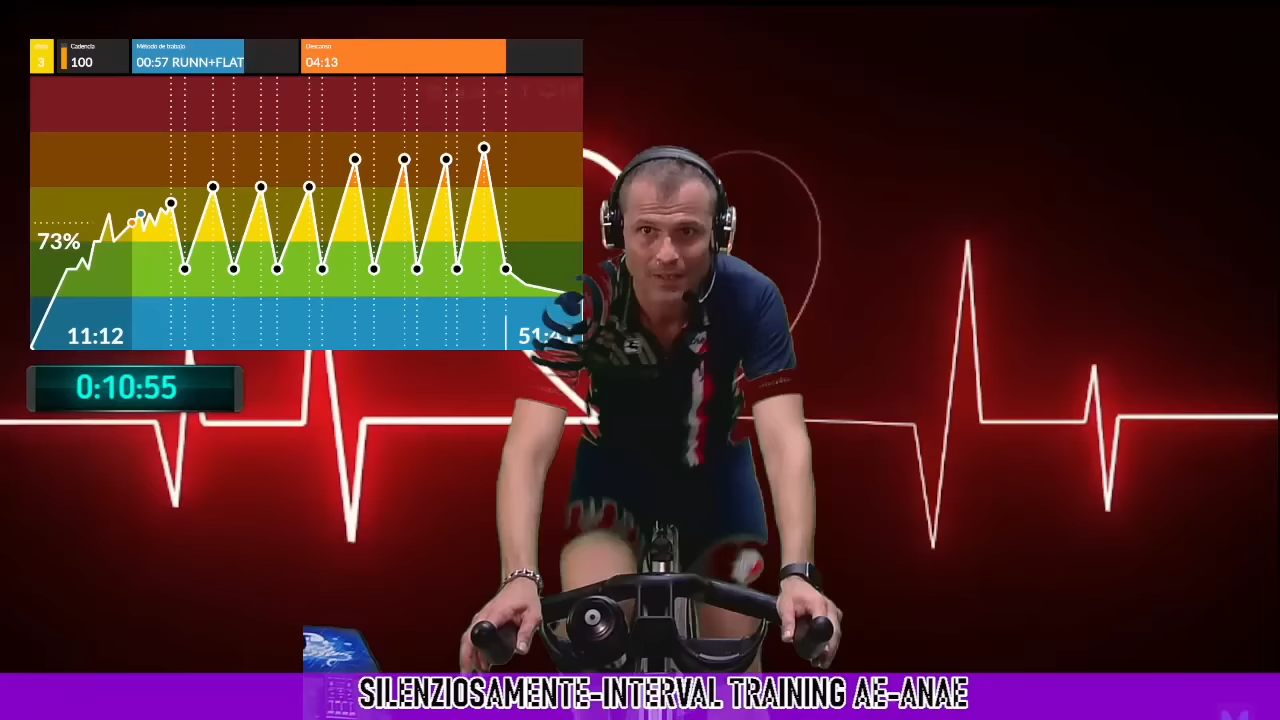 3
Cadencia
100
Método de trabajo
00:57 RUNN+FLAT
Descanso
04:13
73%
11:12
0:10:55
SILENZIOSAMENTE-INTERVAL TRAINING AE-ANAE